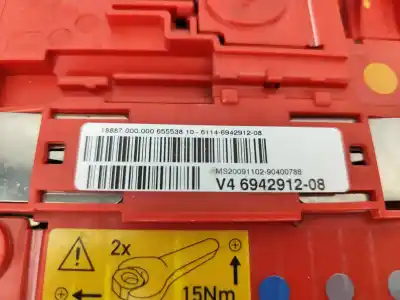 18887 000.000 655538 10 - 6114-6942912-08
MS20091102-90400788
V4 6942912-08
2x
15Nm